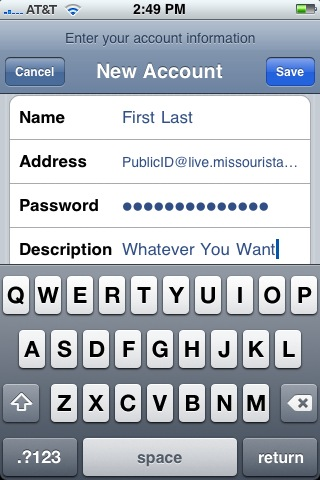 AT&T 2:49 PM
Enter your account information
Cancel New Account Save
Name First Last
Address PublicID@live.missourista...
Password ●●●●●●●●●●●●●●
Description Whatever You Want
Q W E R T Y U I O P
A S D F G H J K L
Z X C V B N M
.?123 space return